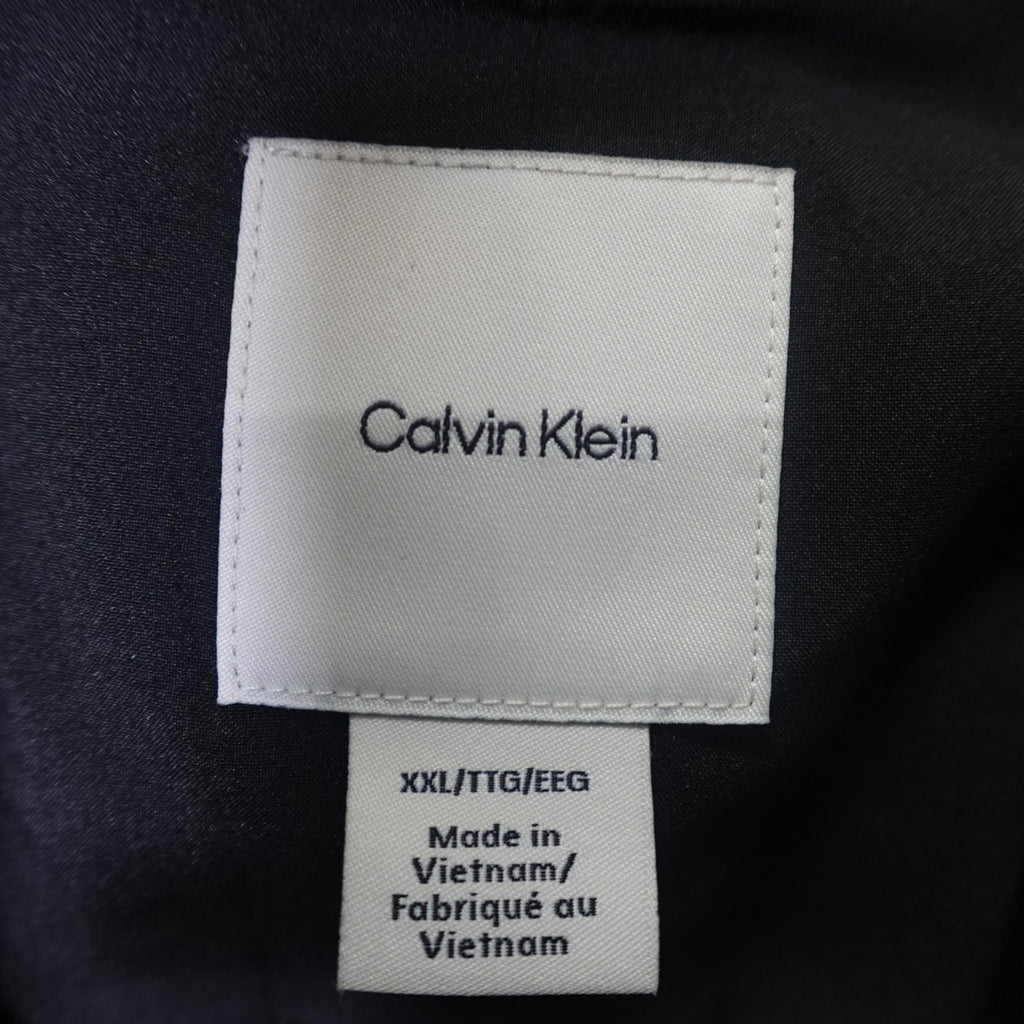 Calvin Klein
XXL/TTG/EEG
Made in
Vietnam/
Fabriqué au
Vietnam